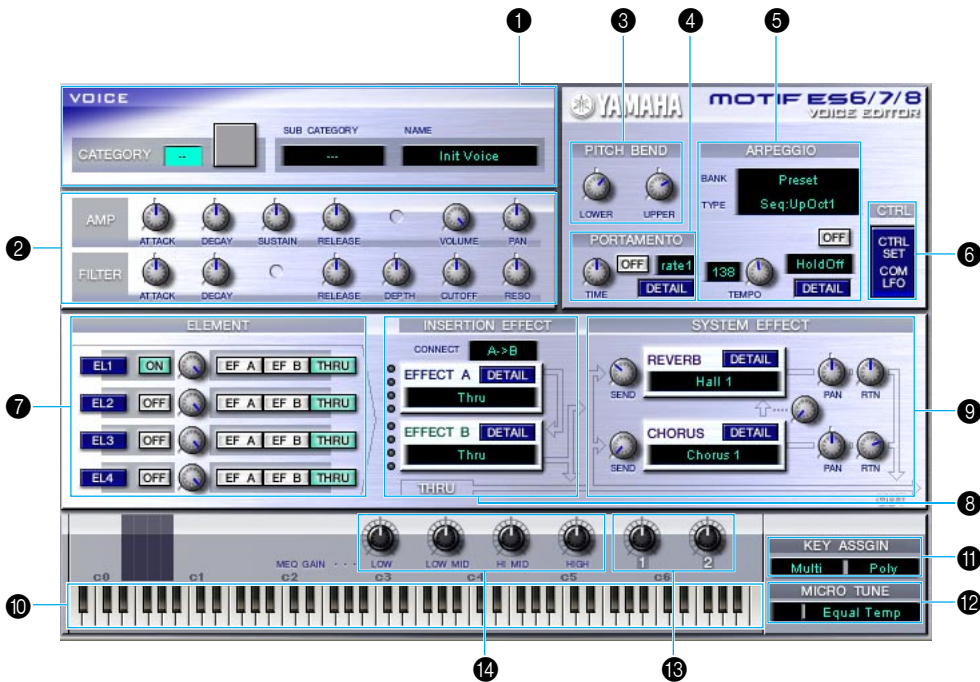 1 3 4 5
VOICE
CATEGORY -- SUB CATEGORY --- NAME Init Voice
YAMAHA MOTIF ES6/7/8
VOICE EDITOR
PITCH BEND
LOWER UPPER
ARPEGGIO
BANK Preset
TYPE Seq:UpOct1
OFF
138 TEMPO HoldOff
DETAIL
PORTAMENTO
TIME OFF rate1
DETAIL
CTRL
CTRL
SET
COM
LFO
6
2
AMP ATTACK DECAY SUSTAIN RELEASE VOLUME PAN
FILTER ATTACK DECAY RELEASE DEPTH CUTOFF RESO
7
ELEMENT
EL1 ON EF A EF B THRU
EL2 OFF EF A EF B THRU
EL3 OFF EF A EF B THRU
EL4 OFF EF A EF B THRU
INSERTION EFFECT
CONNECT A->B
EFFECT A DETAIL
Thru
EFFECT B DETAIL
Thru
THRU
8
SYSTEM EFFECT
SEND REVERB DETAIL
Hall 1
PAN RTN
SEND CHORUS DETAIL
Chorus 1
PAN RTN
9
MEQ GAIN · · · LOW LOW MID HI MID HIGH
1 2
C0 C1 C2 C3 C4 C5 C6
10
KEY ASSGIN
Multi Poly
11
MICRO TUNE
Equal Temp
12
14 13